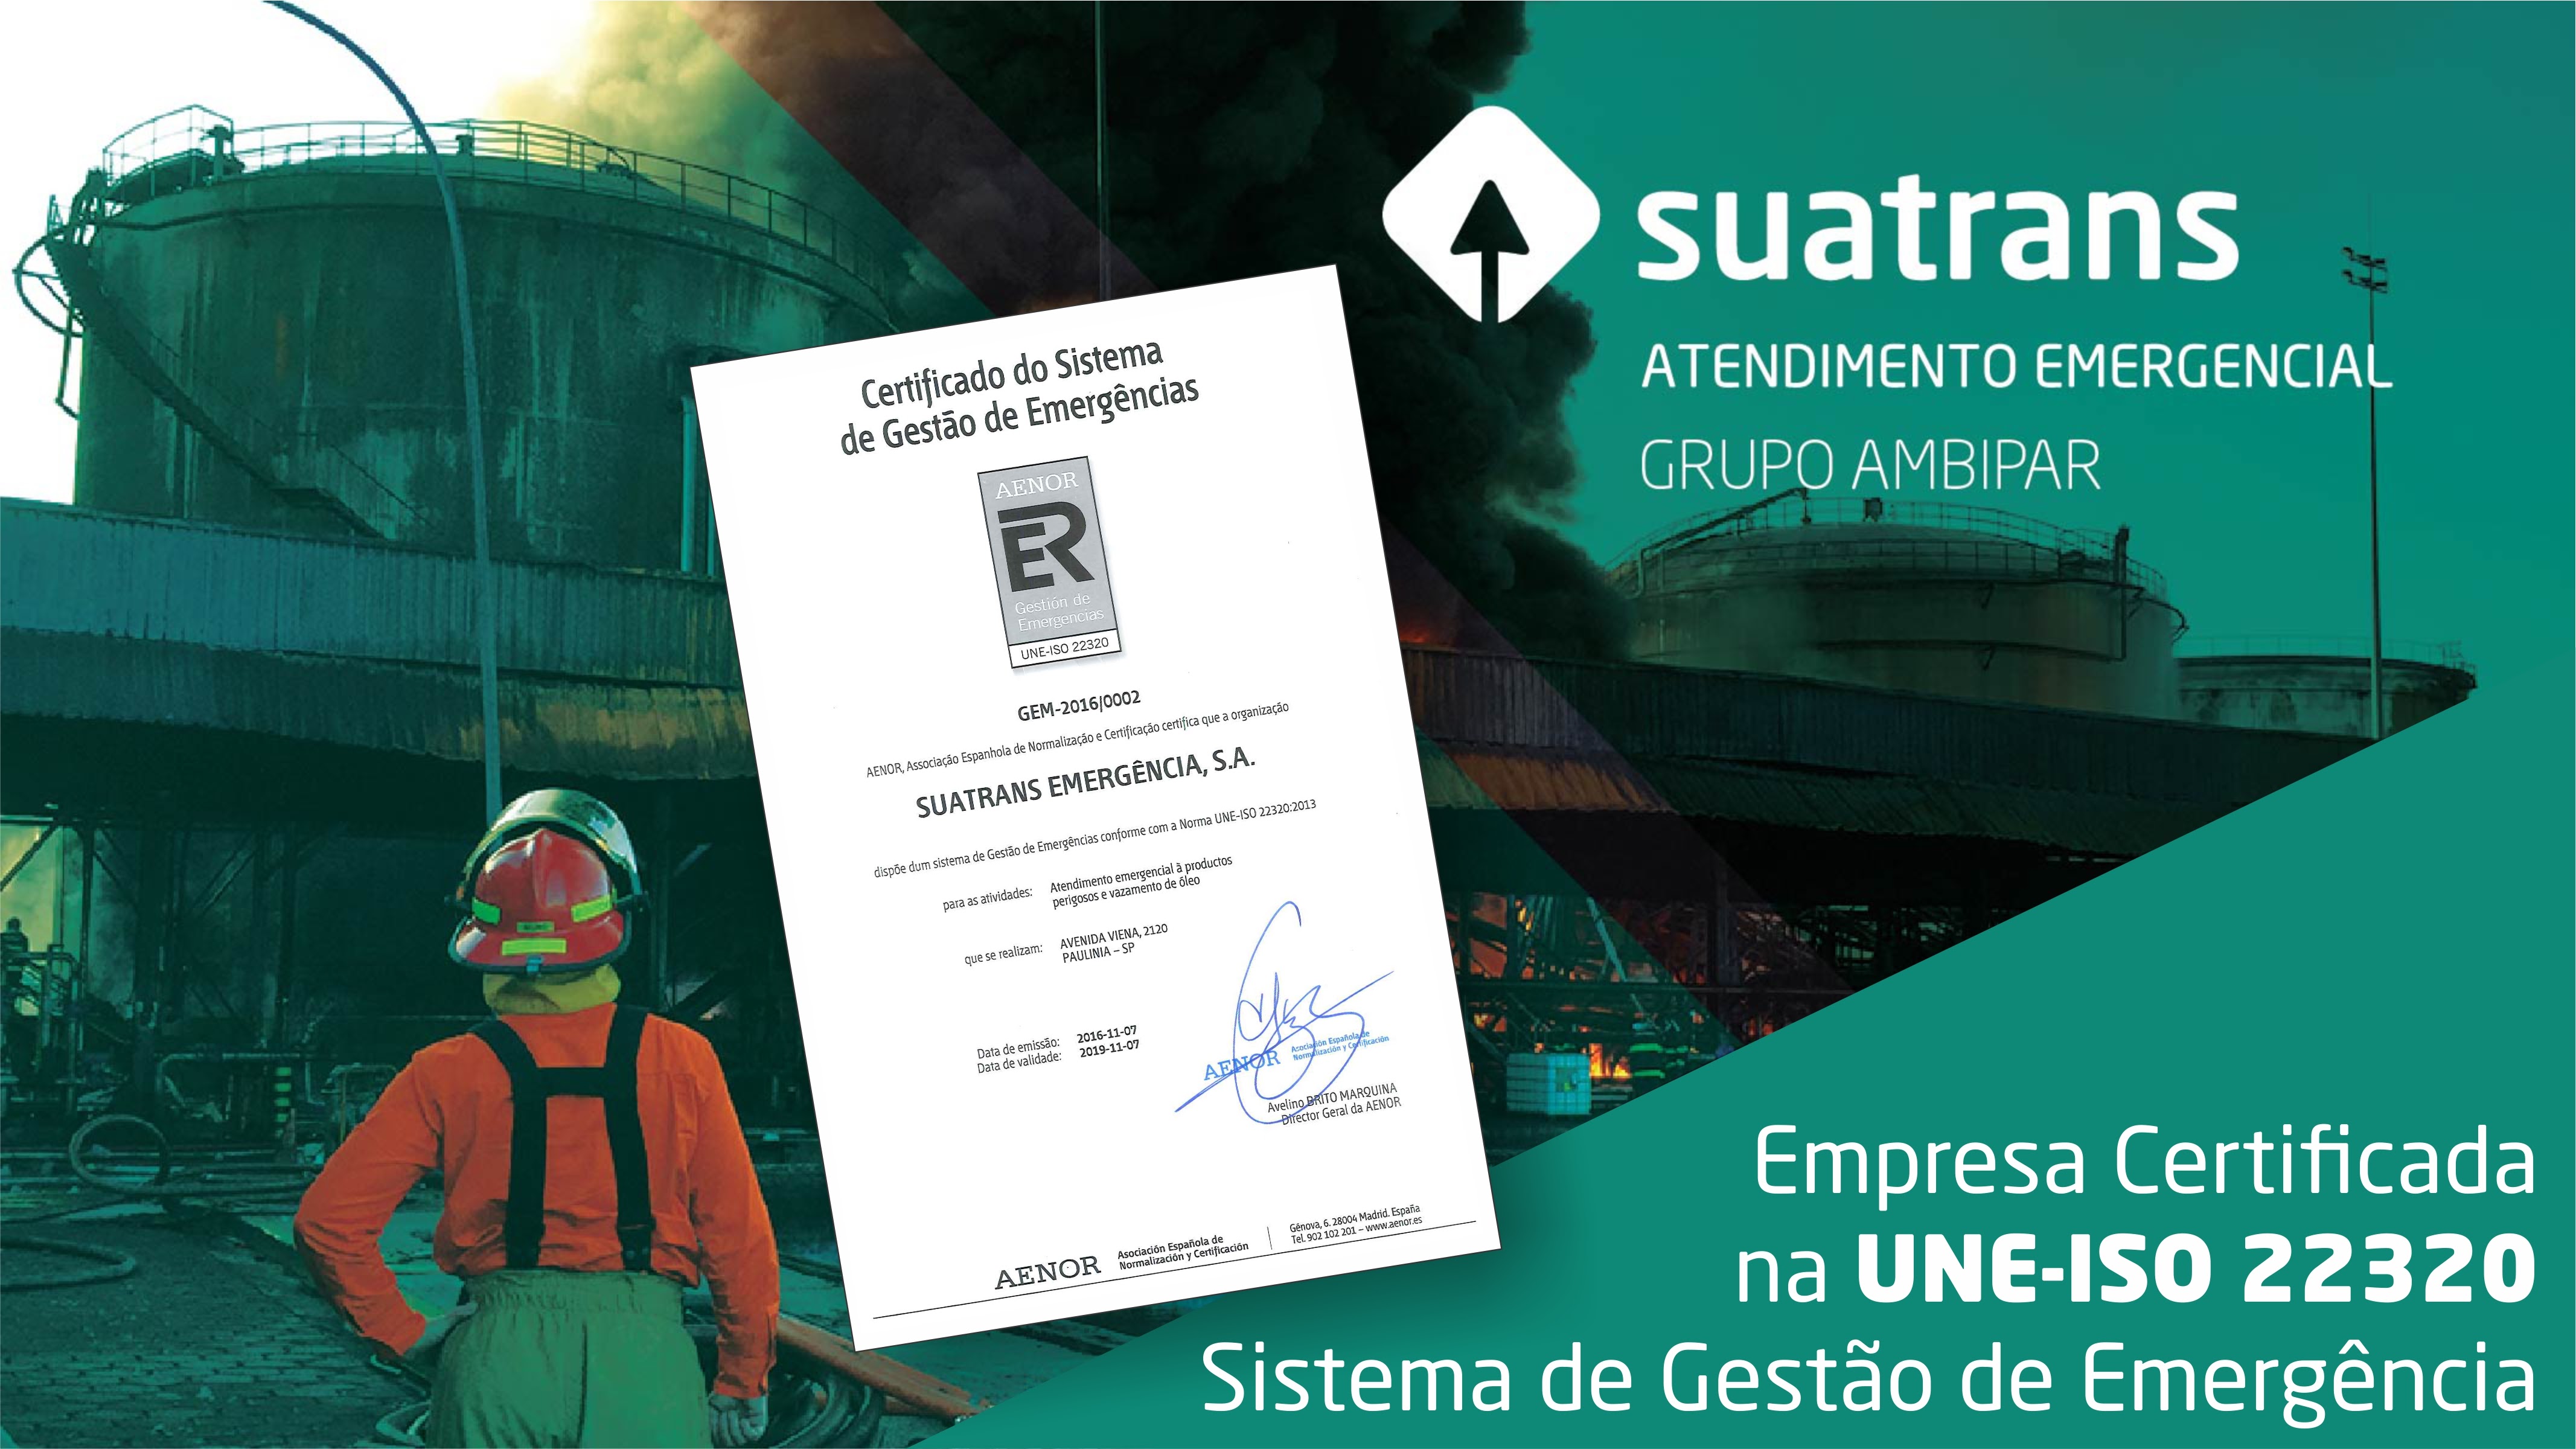 suatrans
ATENDIMENTO EMERGENCIAL
GRUPO AMBIPAR
Certificado do Sistema
de Gestão de Emergências
AENOR
ER
Gestión de
Emergencias
UNE-ISO 22320
GEM-2016/0002
AENOR, Associação Espanhola de Normalização e Certificação certifica que a organização
SUATRANS EMERGÊNCIA, S.A.
dispõe dum sistema de Gestão de Emergências conforme com a Norma UNE-ISO 22320:2013
para as atividades: Atendimento emergencial à productos
perigosos e vazamento de óleo
que se realizam: AVENIDA VIENA, 2120
PAULINIA – SP
Data de emissão: 2016-11-07
Data de validade: 2019-11-07
AENOR Asociación Española de
Normalización y Certificación
Avelino BRITO MARQUINA
Director Geral da AENOR
AENOR Asociación Española de
Normalización y Certificación
Génova, 6. 28004 Madrid. España
Tel. 902 102 201 – www.aenor.es
Empresa Certificada
na UNE-ISO 22320
Sistema de Gestão de Emergência